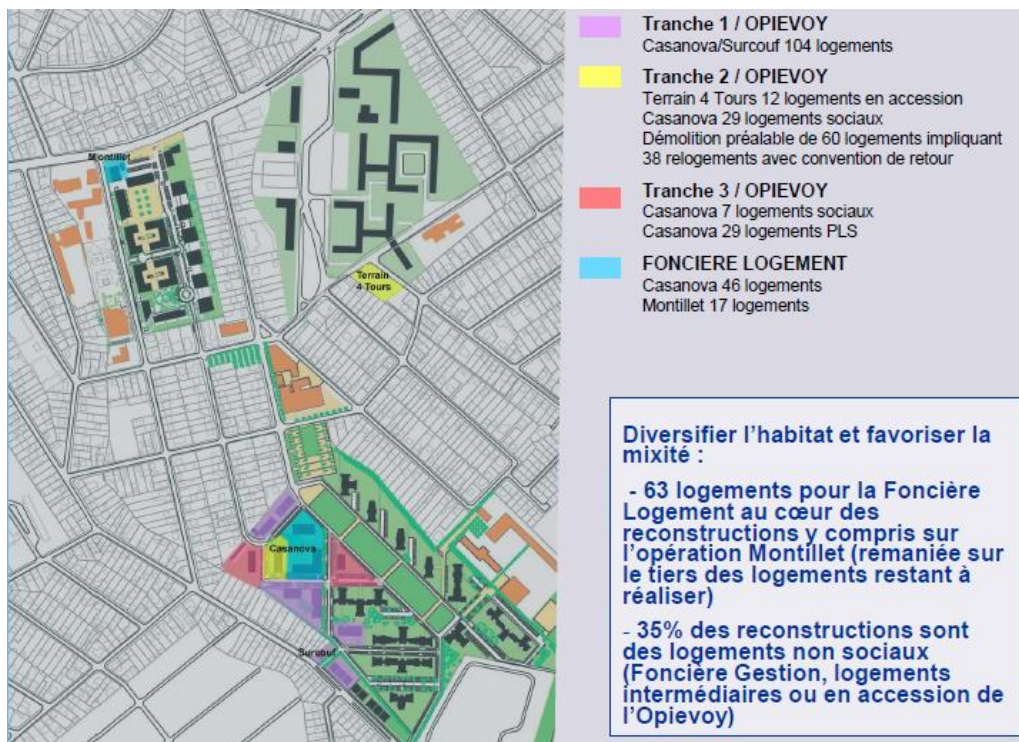 Tranche 1 / OPIEVOY
Casanova/Surcouf 104 logements
Tranche 2 / OPIEVOY
Terrain 4 Tours 12 logements en accession
Casanova 29 logements sociaux
Démolition préalable de 60 logements impliquant
38 relogements avec convention de retour
Tranche 3 / OPIEVOY
Casanova 7 logements sociaux
Casanova 29 logements PLS
FONCIERE LOGEMENT
Casanova 46 logements
Montillet 17 logements
Diversifier l'habitat et favoriser la
mixité :
- 63 logements pour la Foncière
Logement au cœur des
reconstructions y compris sur
l'opération Montillet (remaniée sur
le tiers des logements restant à
réaliser)
- 35% des reconstructions sont
des logements non sociaux
(Foncière Gestion, logements
intermédiaires ou en accession de
l'Opievoy)
Montillet
Terrain
4 Tours
Casanova
Surcouf